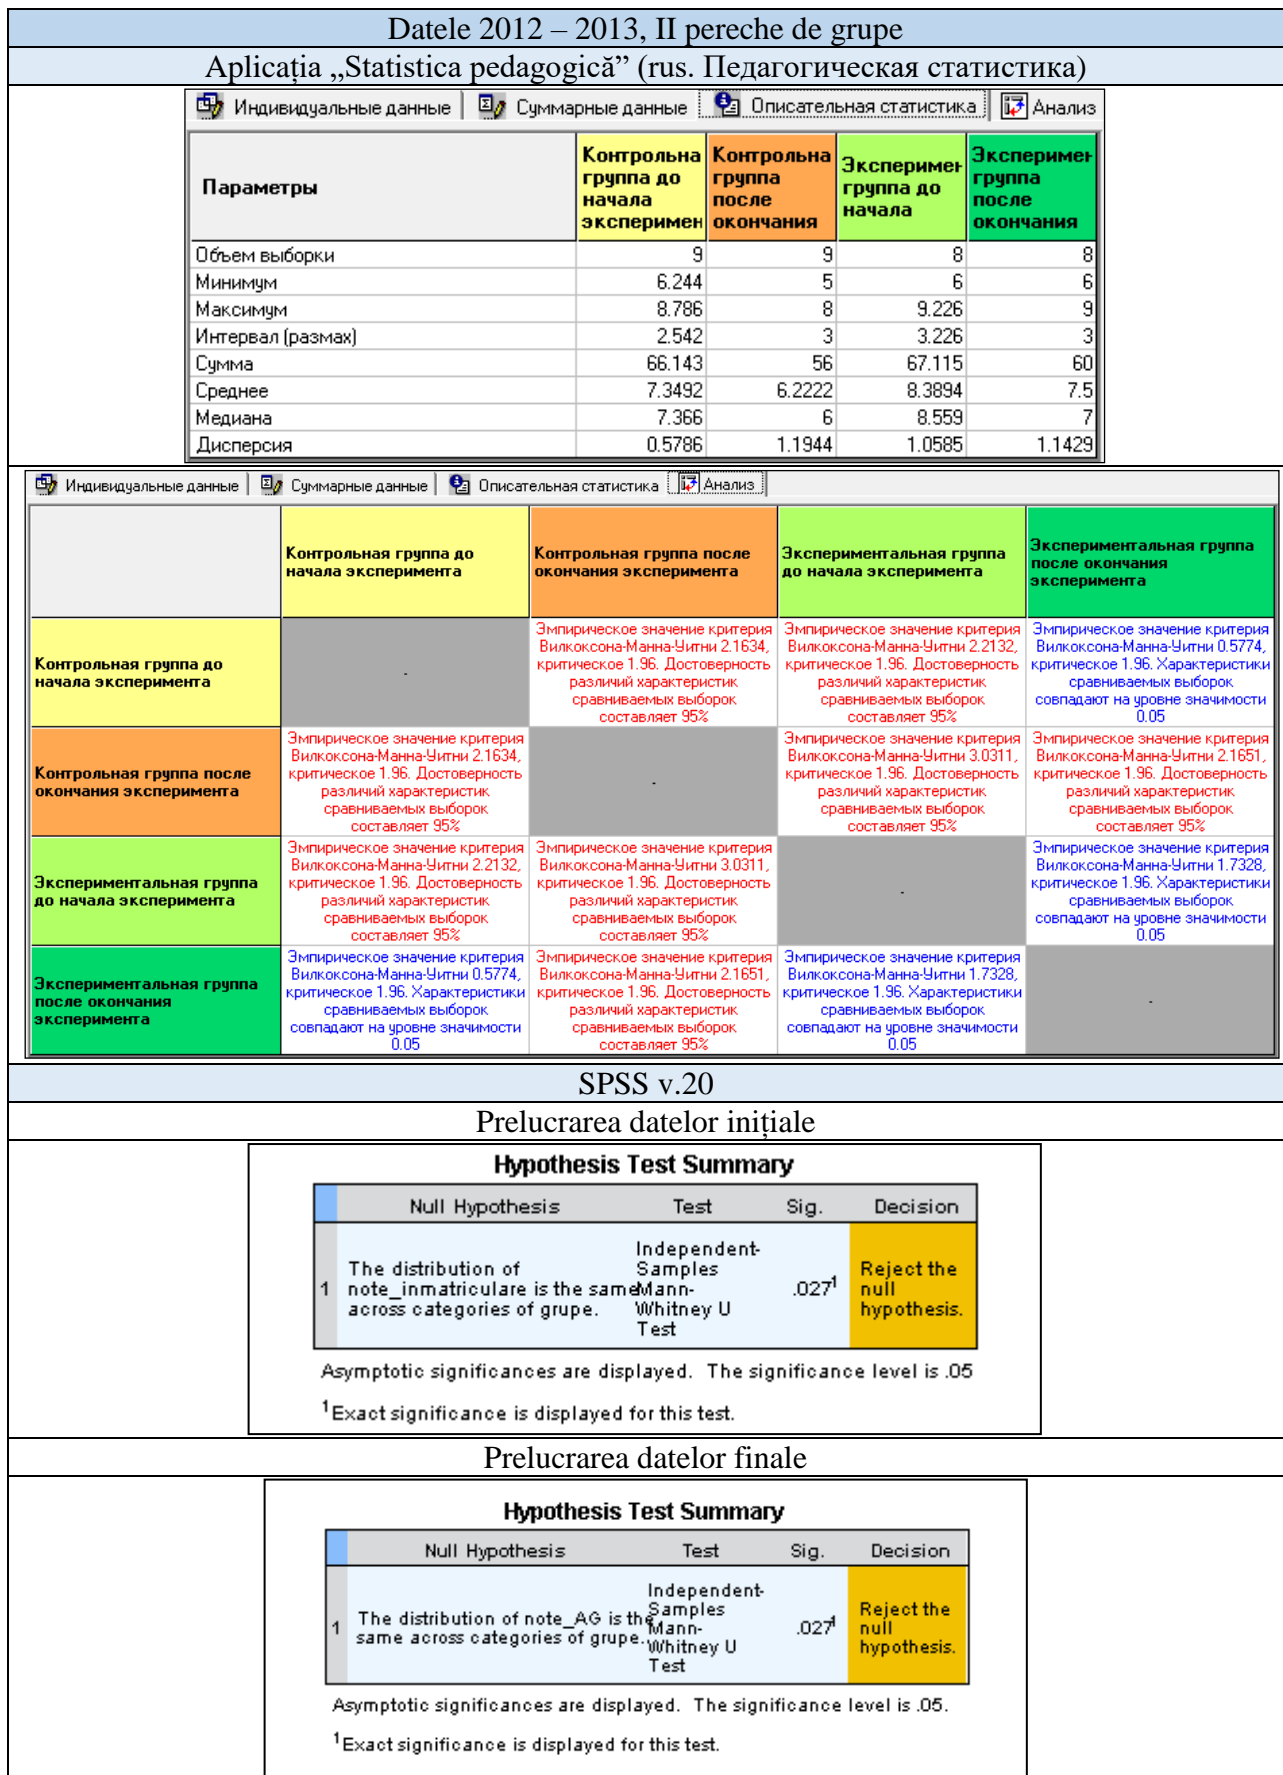 Datele 2012 – 2013, II pereche de grupe
Aplicația „Statistica pedagogică” (rus. Педагогическая статистика)
Индивидуальные данные Суммарные данные Описательная статистика Анализ
Параметры
Контрольна
группа до
начала
эксперимен
Контрольна
группа
после
окончания
Эксперимен
группа до
начала
Эксперимен
группа
после
окончания
Объем выборки 9 9 8 8
Минимум 6.244 5 6 6
Максимум 8.786 8 9.226 9
Интервал (размах) 2.542 3 3.226 3
Сумма 66.143 56 67.115 60
Среднее 7.3492 6.2222 8.3894 7.5
Медиана 7.366 6 8.559 7
Дисперсия 0.5786 1.1944 1.0585 1.1429
Индивидуальные данные Суммарные данные Описательная статистика Анализ
Контрольная группа до
начала эксперимента
Контрольная группа после
окончания эксперимента
Экспериментальная группа
до начала эксперимента
Экспериментальная группа
после окончания
эксперимента
Контрольная группа до
начала эксперимента
-
Эмпирическое значение критерия
Вилкоксона-Манна-Уитни 2.1634,
критическое 1.96. Достоверность
различий характеристик
сравниваемых выборок
составляет 95%
Эмпирическое значение критерия
Вилкоксона-Манна-Уитни 2.2132,
критическое 1.96. Достоверность
различий характеристик
сравниваемых выборок
составляет 95%
Эмпирическое значение критерия
Вилкоксона-Манна-Уитни 0.5774,
критическое 1.96. Характеристики
сравниваемых выборок
совпадают на уровне значимости
0.05
Контрольная группа после
окончания эксперимента
Эмпирическое значение критерия
Вилкоксона-Манна-Уитни 2.1634,
критическое 1.96. Достоверность
различий характеристик
сравниваемых выборок
составляет 95%
-
Эмпирическое значение критерия
Вилкоксона-Манна-Уитни 3.0311,
критическое 1.96. Достоверность
различий характеристик
сравниваемых выборок
составляет 95%
Эмпирическое значение критерия
Вилкоксона-Манна-Уитни 2.1651,
критическое 1.96. Достоверность
различий характеристик
сравниваемых выборок
составляет 95%
Экспериментальная группа
до начала эксперимента
Эмпирическое значение критерия
Вилкоксона-Манна-Уитни 2.2132,
критическое 1.96. Достоверность
различий характеристик
сравниваемых выборок
составляет 95%
Эмпирическое значение критерия
Вилкоксона-Манна-Уитни 3.0311,
критическое 1.96. Достоверность
различий характеристик
сравниваемых выборок
составляет 95%
-
Эмпирическое значение критерия
Вилкоксона-Манна-Уитни 1.7328,
критическое 1.96. Характеристики
сравниваемых выборок
совпадают на уровне значимости
0.05
Экспериментальная группа
после окончания
эксперимента
Эмпирическое значение критерия
Вилкоксона-Манна-Уитни 0.5774,
критическое 1.96. Характеристики
сравниваемых выборок
совпадают на уровне значимости
0.05
Эмпирическое значение критерия
Вилкоксона-Манна-Уитни 2.1651,
критическое 1.96. Достоверность
различий характеристик
сравниваемых выборок
составляет 95%
Эмпирическое значение критерия
Вилкоксона-Манна-Уитни 1.7328,
критическое 1.96. Характеристики
сравниваемых выборок
совпадают на уровне значимости
0.05
-
SPSS v.20
Prelucrarea datelor inițiale
Hypothesis Test Summary
Null Hypothesis Test Sig. Decision
1
The distribution of
note_inmatriculare is the same
across categories of grupe.
Independent-
Samples
Mann-
Whitney U
Test
.027¹
Reject the
null
hypothesis.
Asymptotic significances are displayed. The significance level is .05
¹Exact significance is displayed for this test.
Prelucrarea datelor finale
Hypothesis Test Summary
Null Hypothesis Test Sig. Decision
1
The distribution of note_AG is the
same across categories of grupe.
Independent-
Samples
Mann-
Whitney U
Test
.027¹
Reject the
null
hypothesis.
Asymptotic significances are displayed. The significance level is .05.
¹Exact significance is displayed for this test.